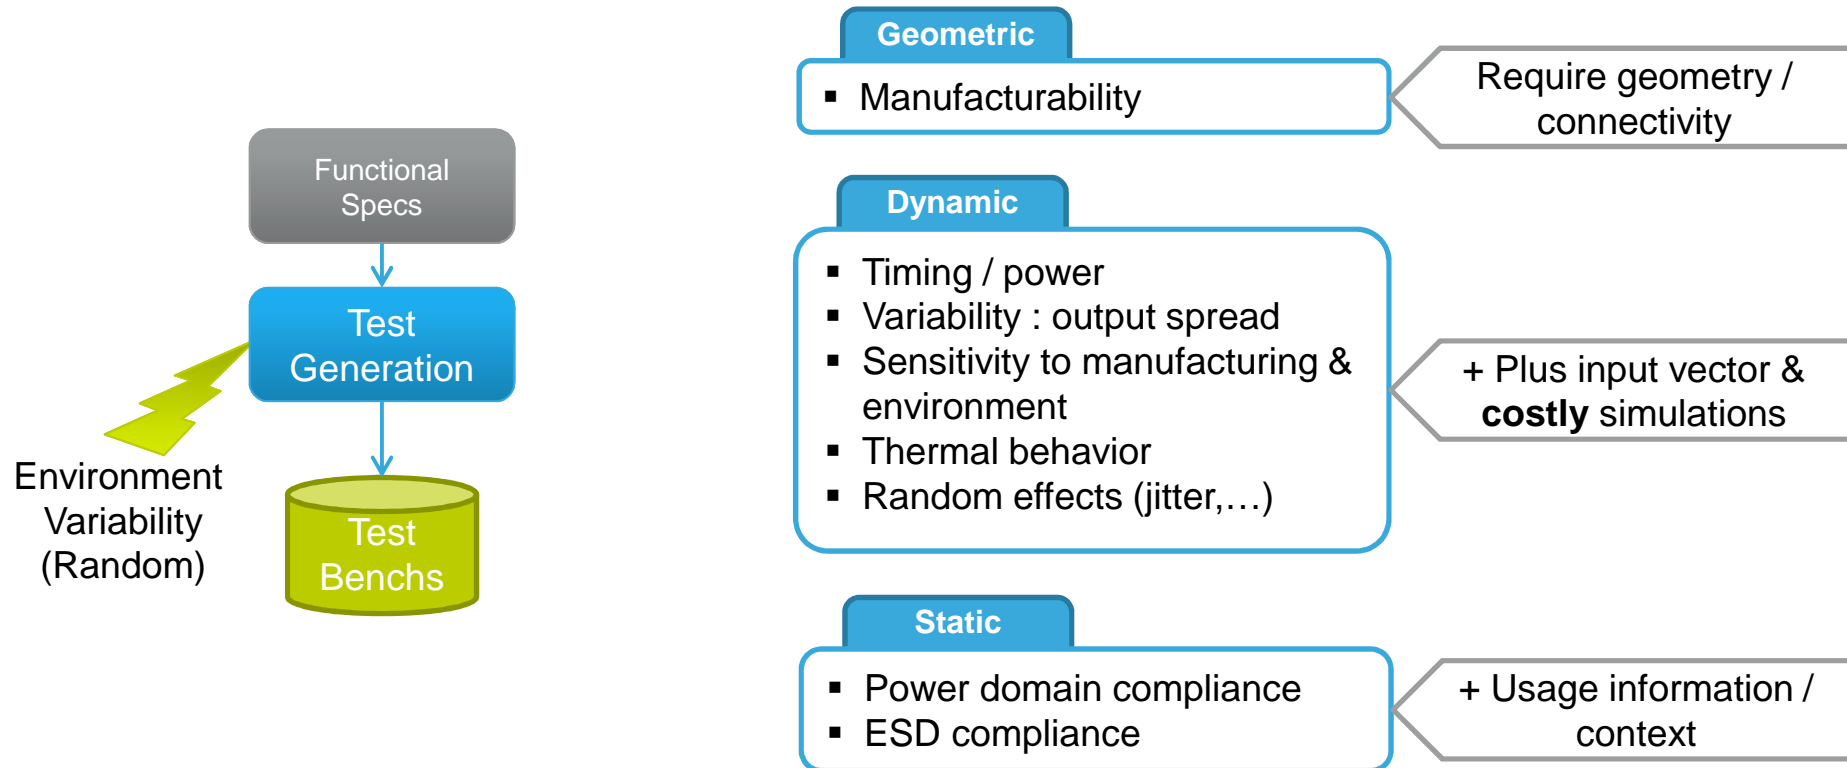 Functional
Specs
Test
Generation
Environment
Variability
(Random)
Test
Benchs
Geometric
▪ Manufacturability
Require geometry /
connectivity
Dynamic
▪ Timing / power
▪ Variability : output spread
▪ Sensitivity to manufacturing &
environment
▪ Thermal behavior
▪ Random effects (jitter,…)
+ Plus input vector &
costly simulations
Static
▪ Power domain compliance
▪ ESD compliance
+ Usage information /
context